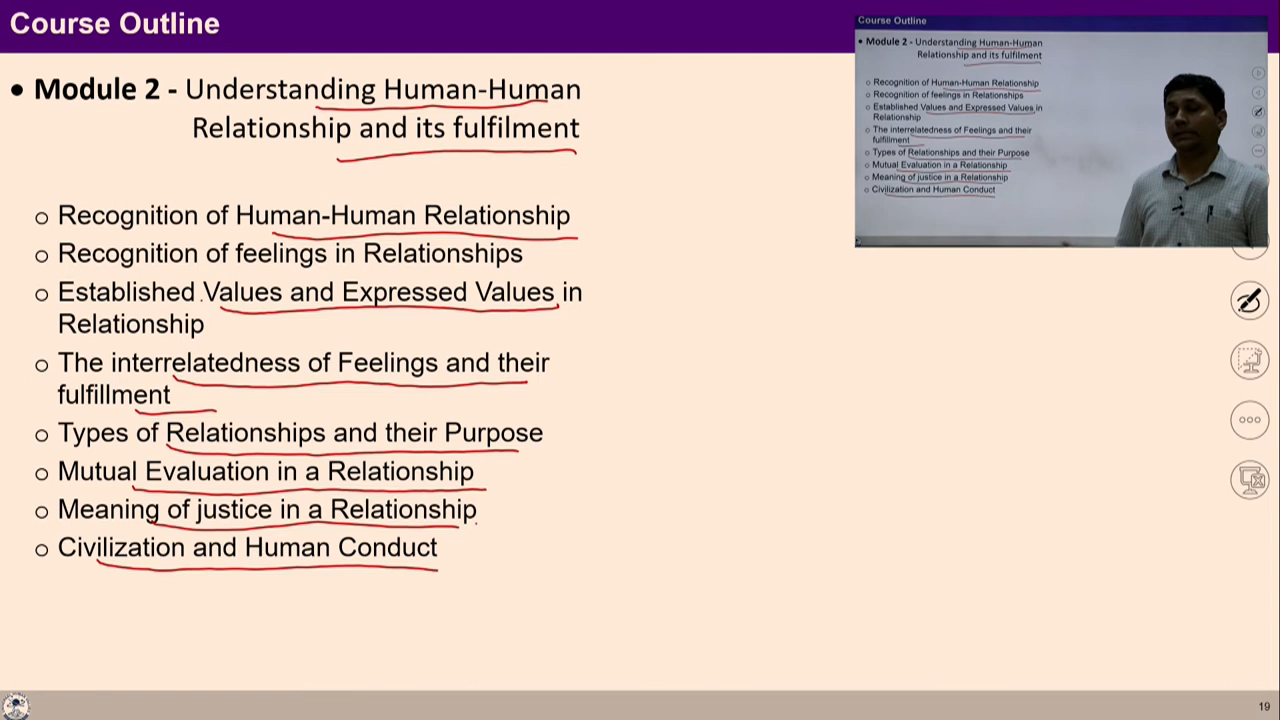 Course Outline
• Module 2 - Understanding Human-Human
Relationship and its fulfilment
o Recognition of Human-Human Relationship
o Recognition of feelings in Relationships
o Established Values and Expressed Values in
Relationship
o The interrelatedness of Feelings and their
fulfillment
o Types of Relationships and their Purpose
o Mutual Evaluation in a Relationship
o Meaning of justice in a Relationship
o Civilization and Human Conduct
Course Outline
• Module 2 - Understanding Human-Human
Relationship and its fulfilment
o Recognition of Human-Human Relationship
o Recognition of feelings in Relationships
o Established Values and Expressed Values in
Relationship
o The interrelatedness of Feelings and their
fulfillment
o Types of Relationships and their Purpose
o Mutual Evaluation in a Relationship
o Meaning of justice in a Relationship
o Civilization and Human Conduct
19